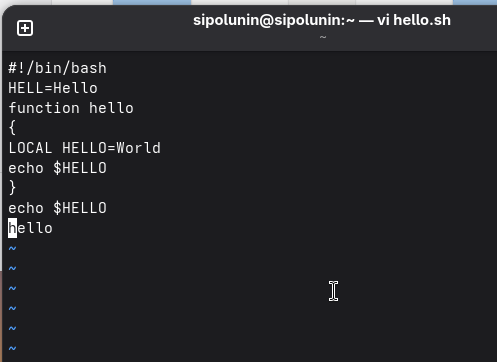 sipolunin@sipolunin:~ — vi hello.sh
~
#!/bin/bash
HELL=Hello
function hello
{
LOCAL HELLO=World
echo $HELLO
}
echo $HELLO
hello
~
~
~
~
~
~